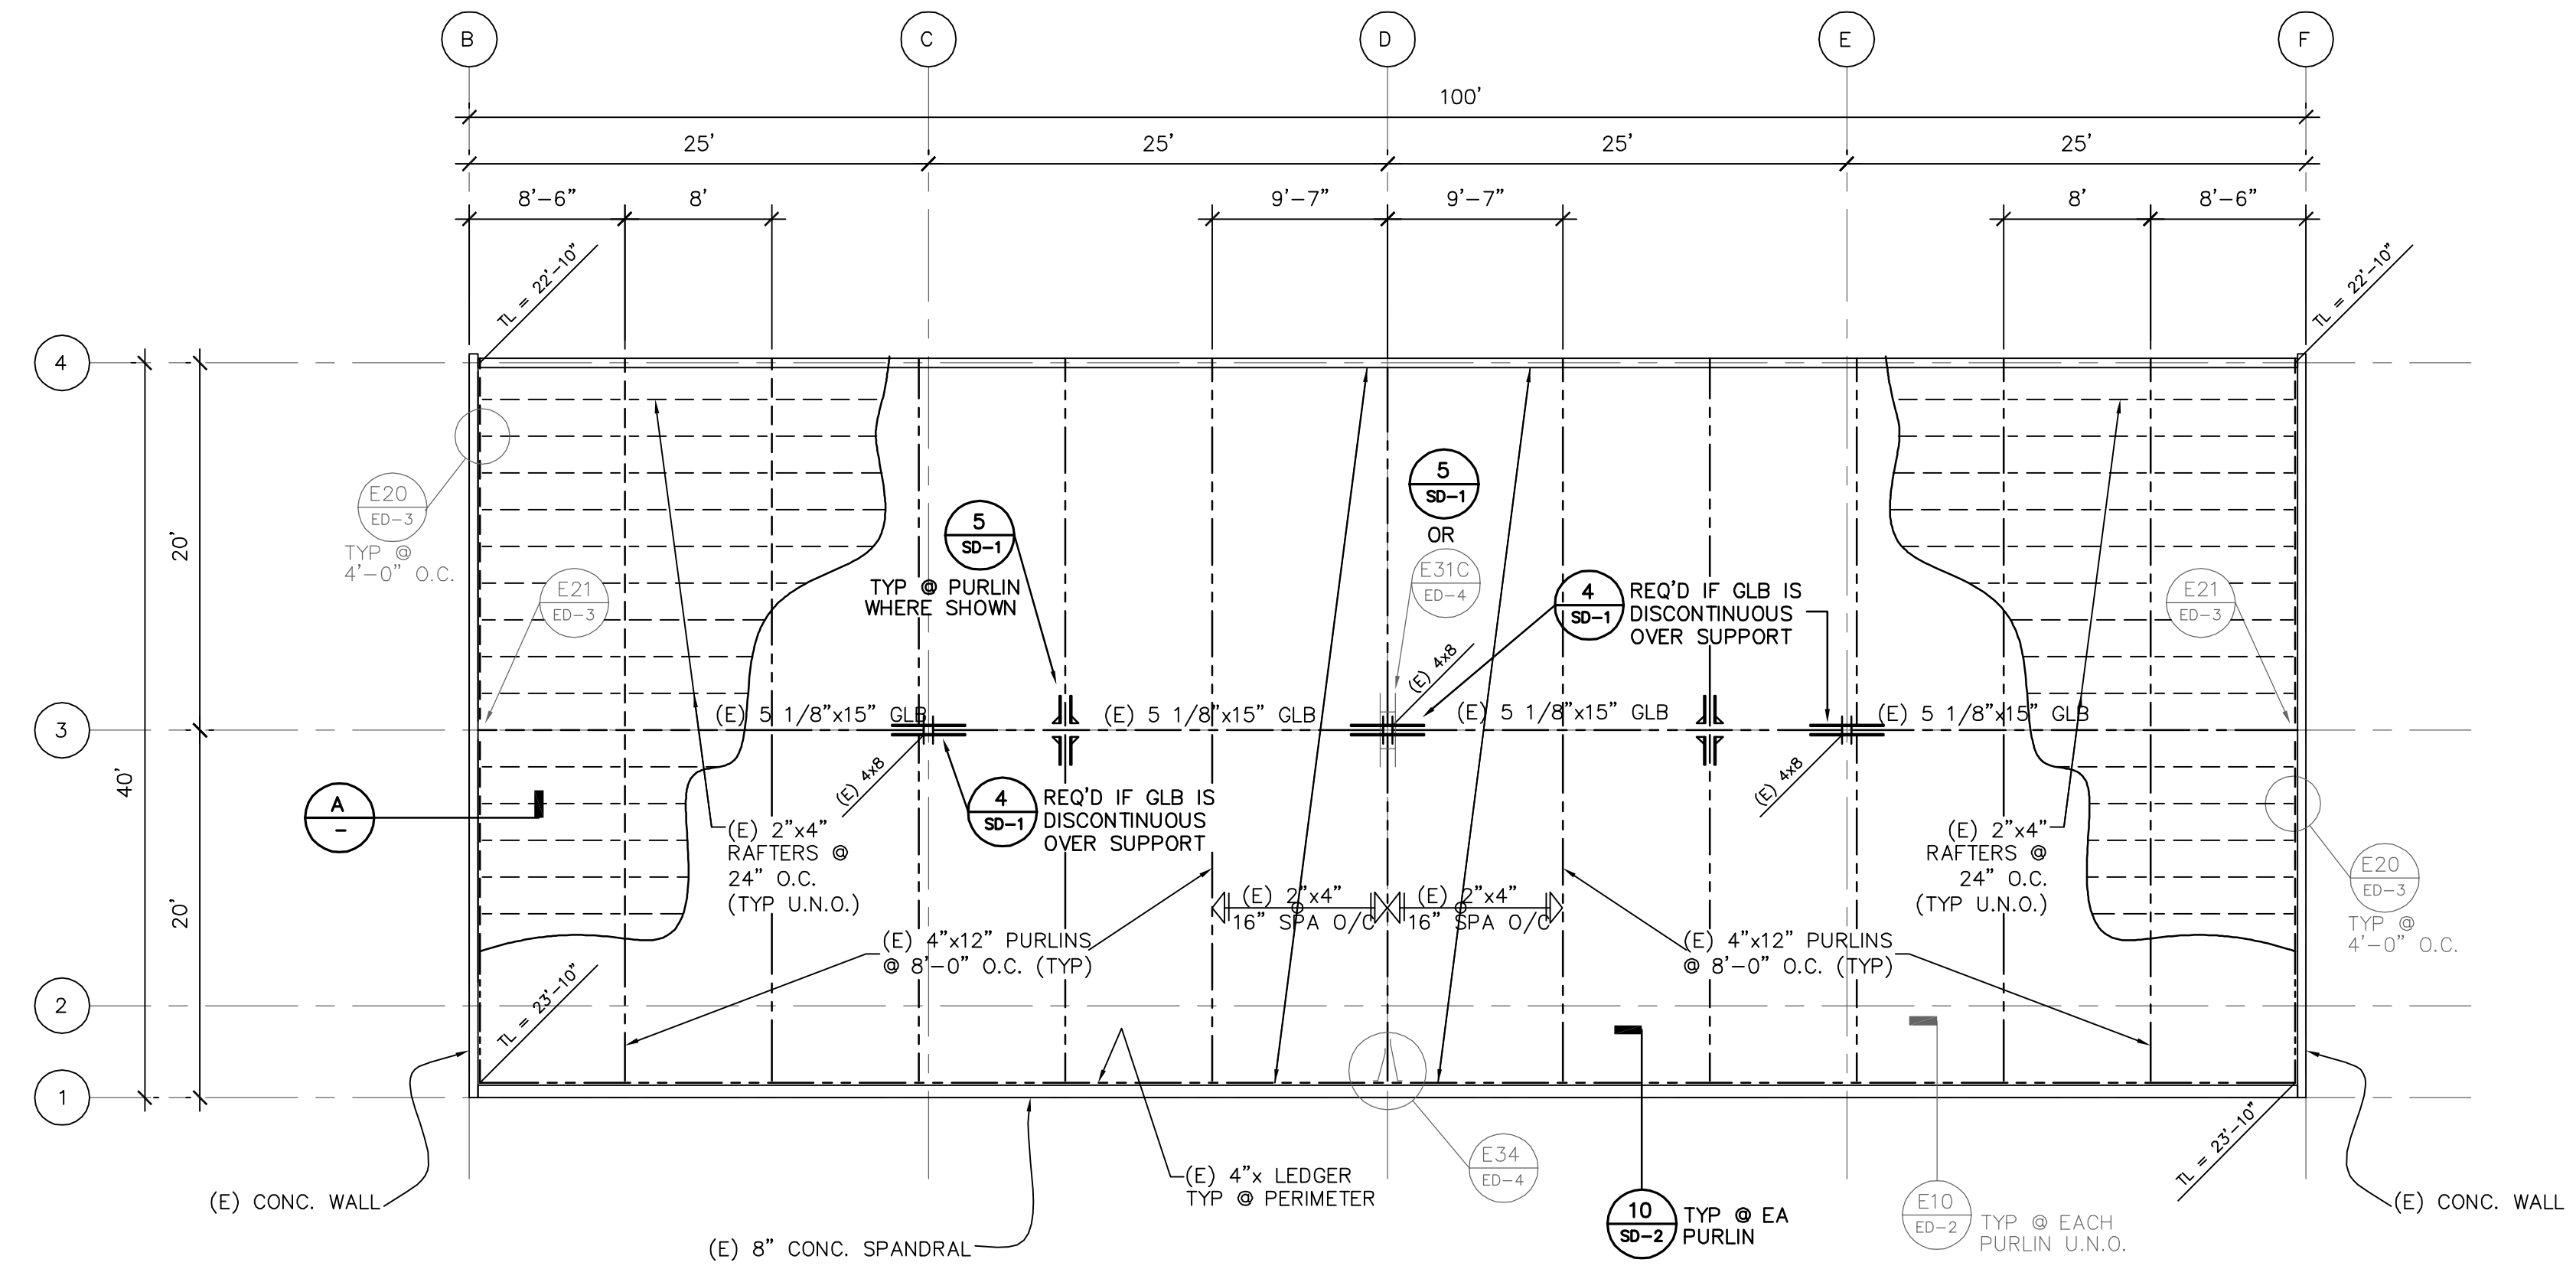 B
C
D
E
F
100'
25'
25'
25'
25'
8'-6"
8'
9'-7"
9'-7"
8'
8'-6"
TL = 22'-10"
TL = 22'-10"
4
3
2
1
20'
40'
20'
E20
ED-3
TYP @
4'-0" O.C.
E21
ED-3
5
SD-1
TYP @ PURLIN
WHERE SHOWN
5
SD-1
OR
E31C
ED-4
4
SD-1
REQ'D IF GLB IS
DISCONTINUOUS
OVER SUPPORT
E21
ED-3
(E) 5 1/8"x15" GLB
(E) 5 1/8"x15" GLB
(E) 5 1/8"x15" GLB
(E) 5 1/8"x15" GLB
(E) 4x8
(E) 4x8
(E) 4x8
A
-
4
SD-1
REQ'D IF GLB IS
DISCONTINUOUS
OVER SUPPORT
(E) 2"x4"
RAFTERS @
24" O.C.
(TYP U.N.O.)
(E) 2"x4"
RAFTERS @
24" O.C.
(TYP U.N.O.)
E20
ED-3
TYP @
4'-0" O.C.
(E) 2"x4"
16" SPA O/C
(E) 2"x4"
16" SPA O/C
(E) 4"x12" PURLINS
@ 8'-0" O.C. (TYP)
(E) 4"x12" PURLINS
@ 8'-0" O.C. (TYP)
TL = 23'-10"
TL = 23'-10"
(E) CONC. WALL
(E) 8" CONC. SPANDRAL
(E) 4"x LEDGER
TYP @ PERIMETER
E34
ED-4
10
SD-2
TYP @ EA
PURLIN
E10
ED-2
TYP @ EACH
PURLIN U.N.O.
(E) CONC. WALL